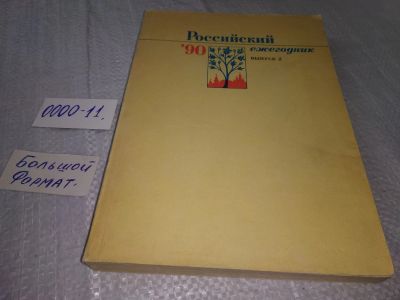 Российский
'90 ежегодник
выпуск 2
0000-11.
Большой
Формат.